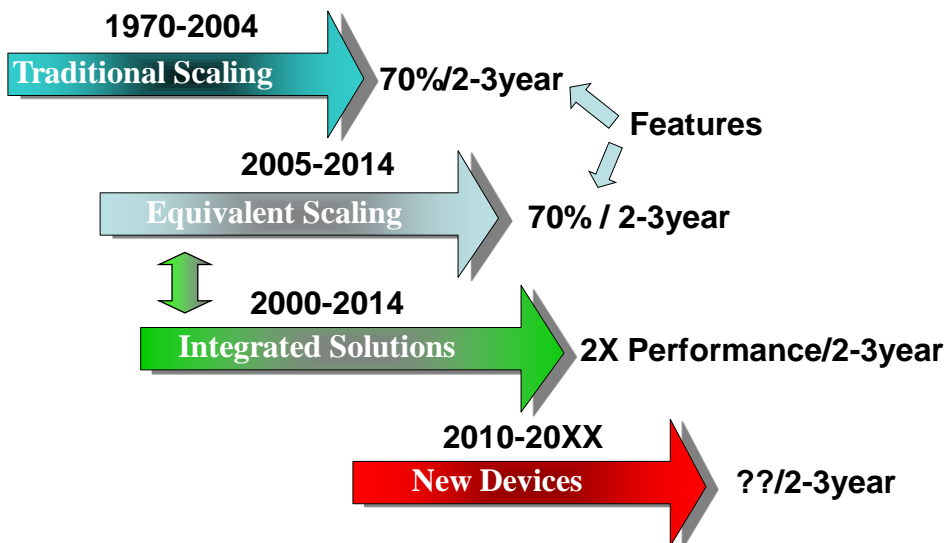 1970-2004
Traditional Scaling
70%/2-3year
Features
2005-2014
Equivalent Scaling
70% / 2-3year
2000-2014
Integrated Solutions
2X Performance/2-3year
2010-20XX
New Devices
??/2-3year